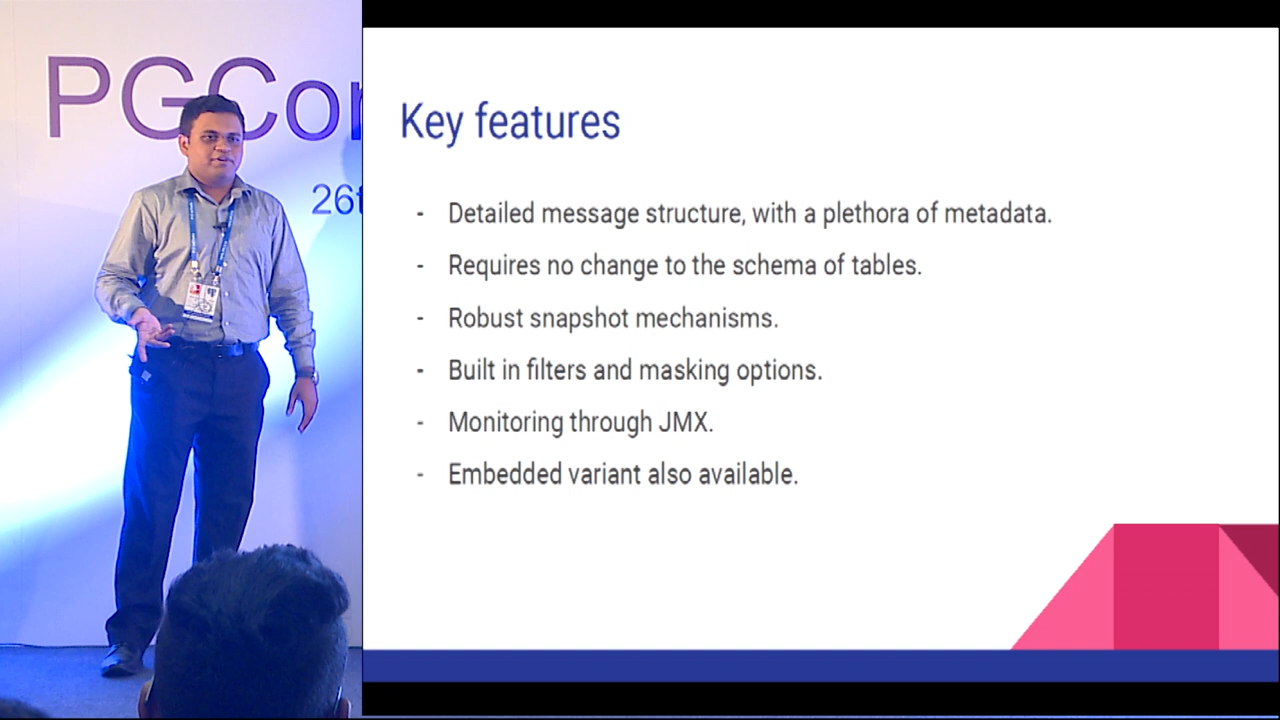 PGCon
26t
Key features
- Detailed message structure, with a plethora of metadata.
- Requires no change to the schema of tables.
- Robust snapshot mechanisms.
- Built in filters and masking options.
- Monitoring through JMX.
- Embedded variant also available.